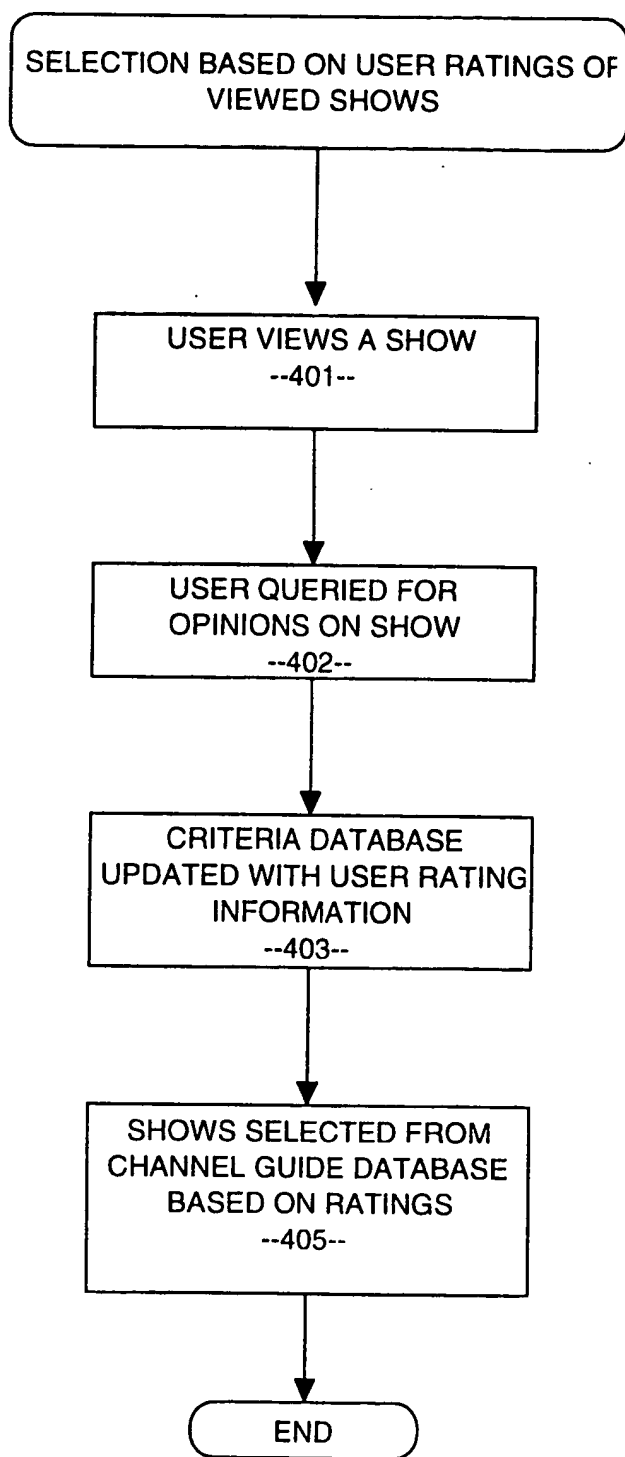 SELECTION BASED ON USER RATINGS OF
VIEWED SHOWS
USER VIEWS A SHOW
--401--
USER QUERIED FOR
OPINIONS ON SHOW
--402--
CRITERIA DATABASE
UPDATED WITH USER RATING
INFORMATION
--403--
SHOWS SELECTED FROM
CHANNEL GUIDE DATABASE
BASED ON RATINGS
--405--
END